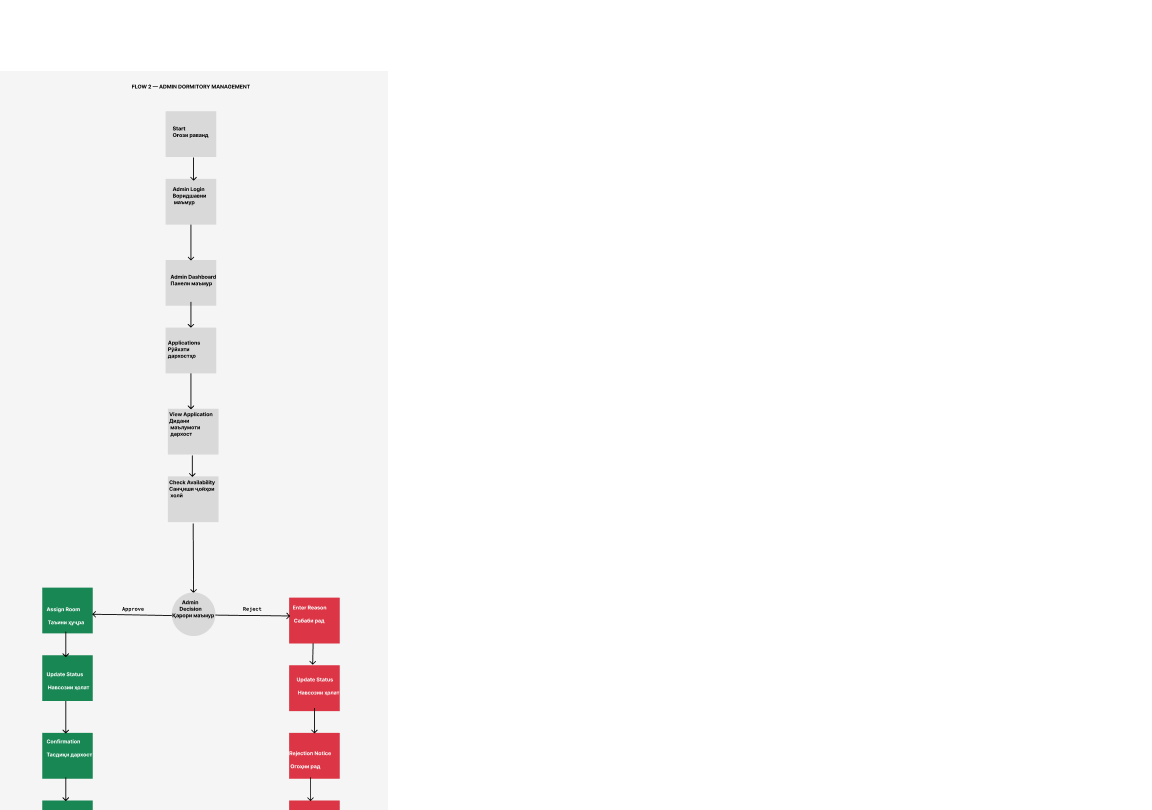 FLOW 2 — ADMIN DORMITORY MANAGEMENT
Start
Оғози раванд
Admin Login
Воридшавии
маъмур
Admin Dashboard
Панели маъмур
Applications
Рӯйхати
дархостҳо
View Application
Дидани
маълумоти
дархост
Check Availability
Санҷиши ҷойҳои
холӣ
Admin
Decision
Қарори маъмур
Approve
Reject
Assign Room
Таъини ҳуҷра
Update Status
Навсозии ҳолат
Confirmation
Тасдиқи дархост
Enter Reason
Сабаби рад
Update Status
Навсозии ҳолат
Rejection Notice
Огоҳии рад